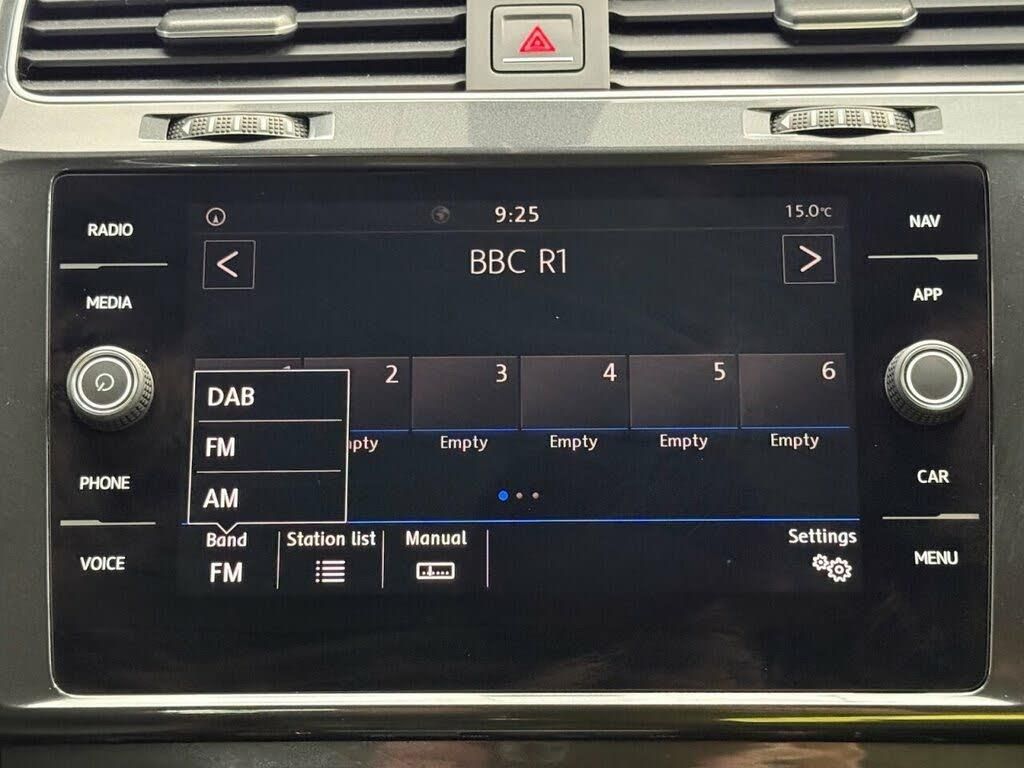 9:25
15.0°C
RADIO
NAV
< BBC R1 >
MEDIA
APP
2 3 4 5 6
DAB
FM
Empty Empty Empty Empty
AM
PHONE
CAR
Band Station list Manual Settings
FM
VOICE
MENU